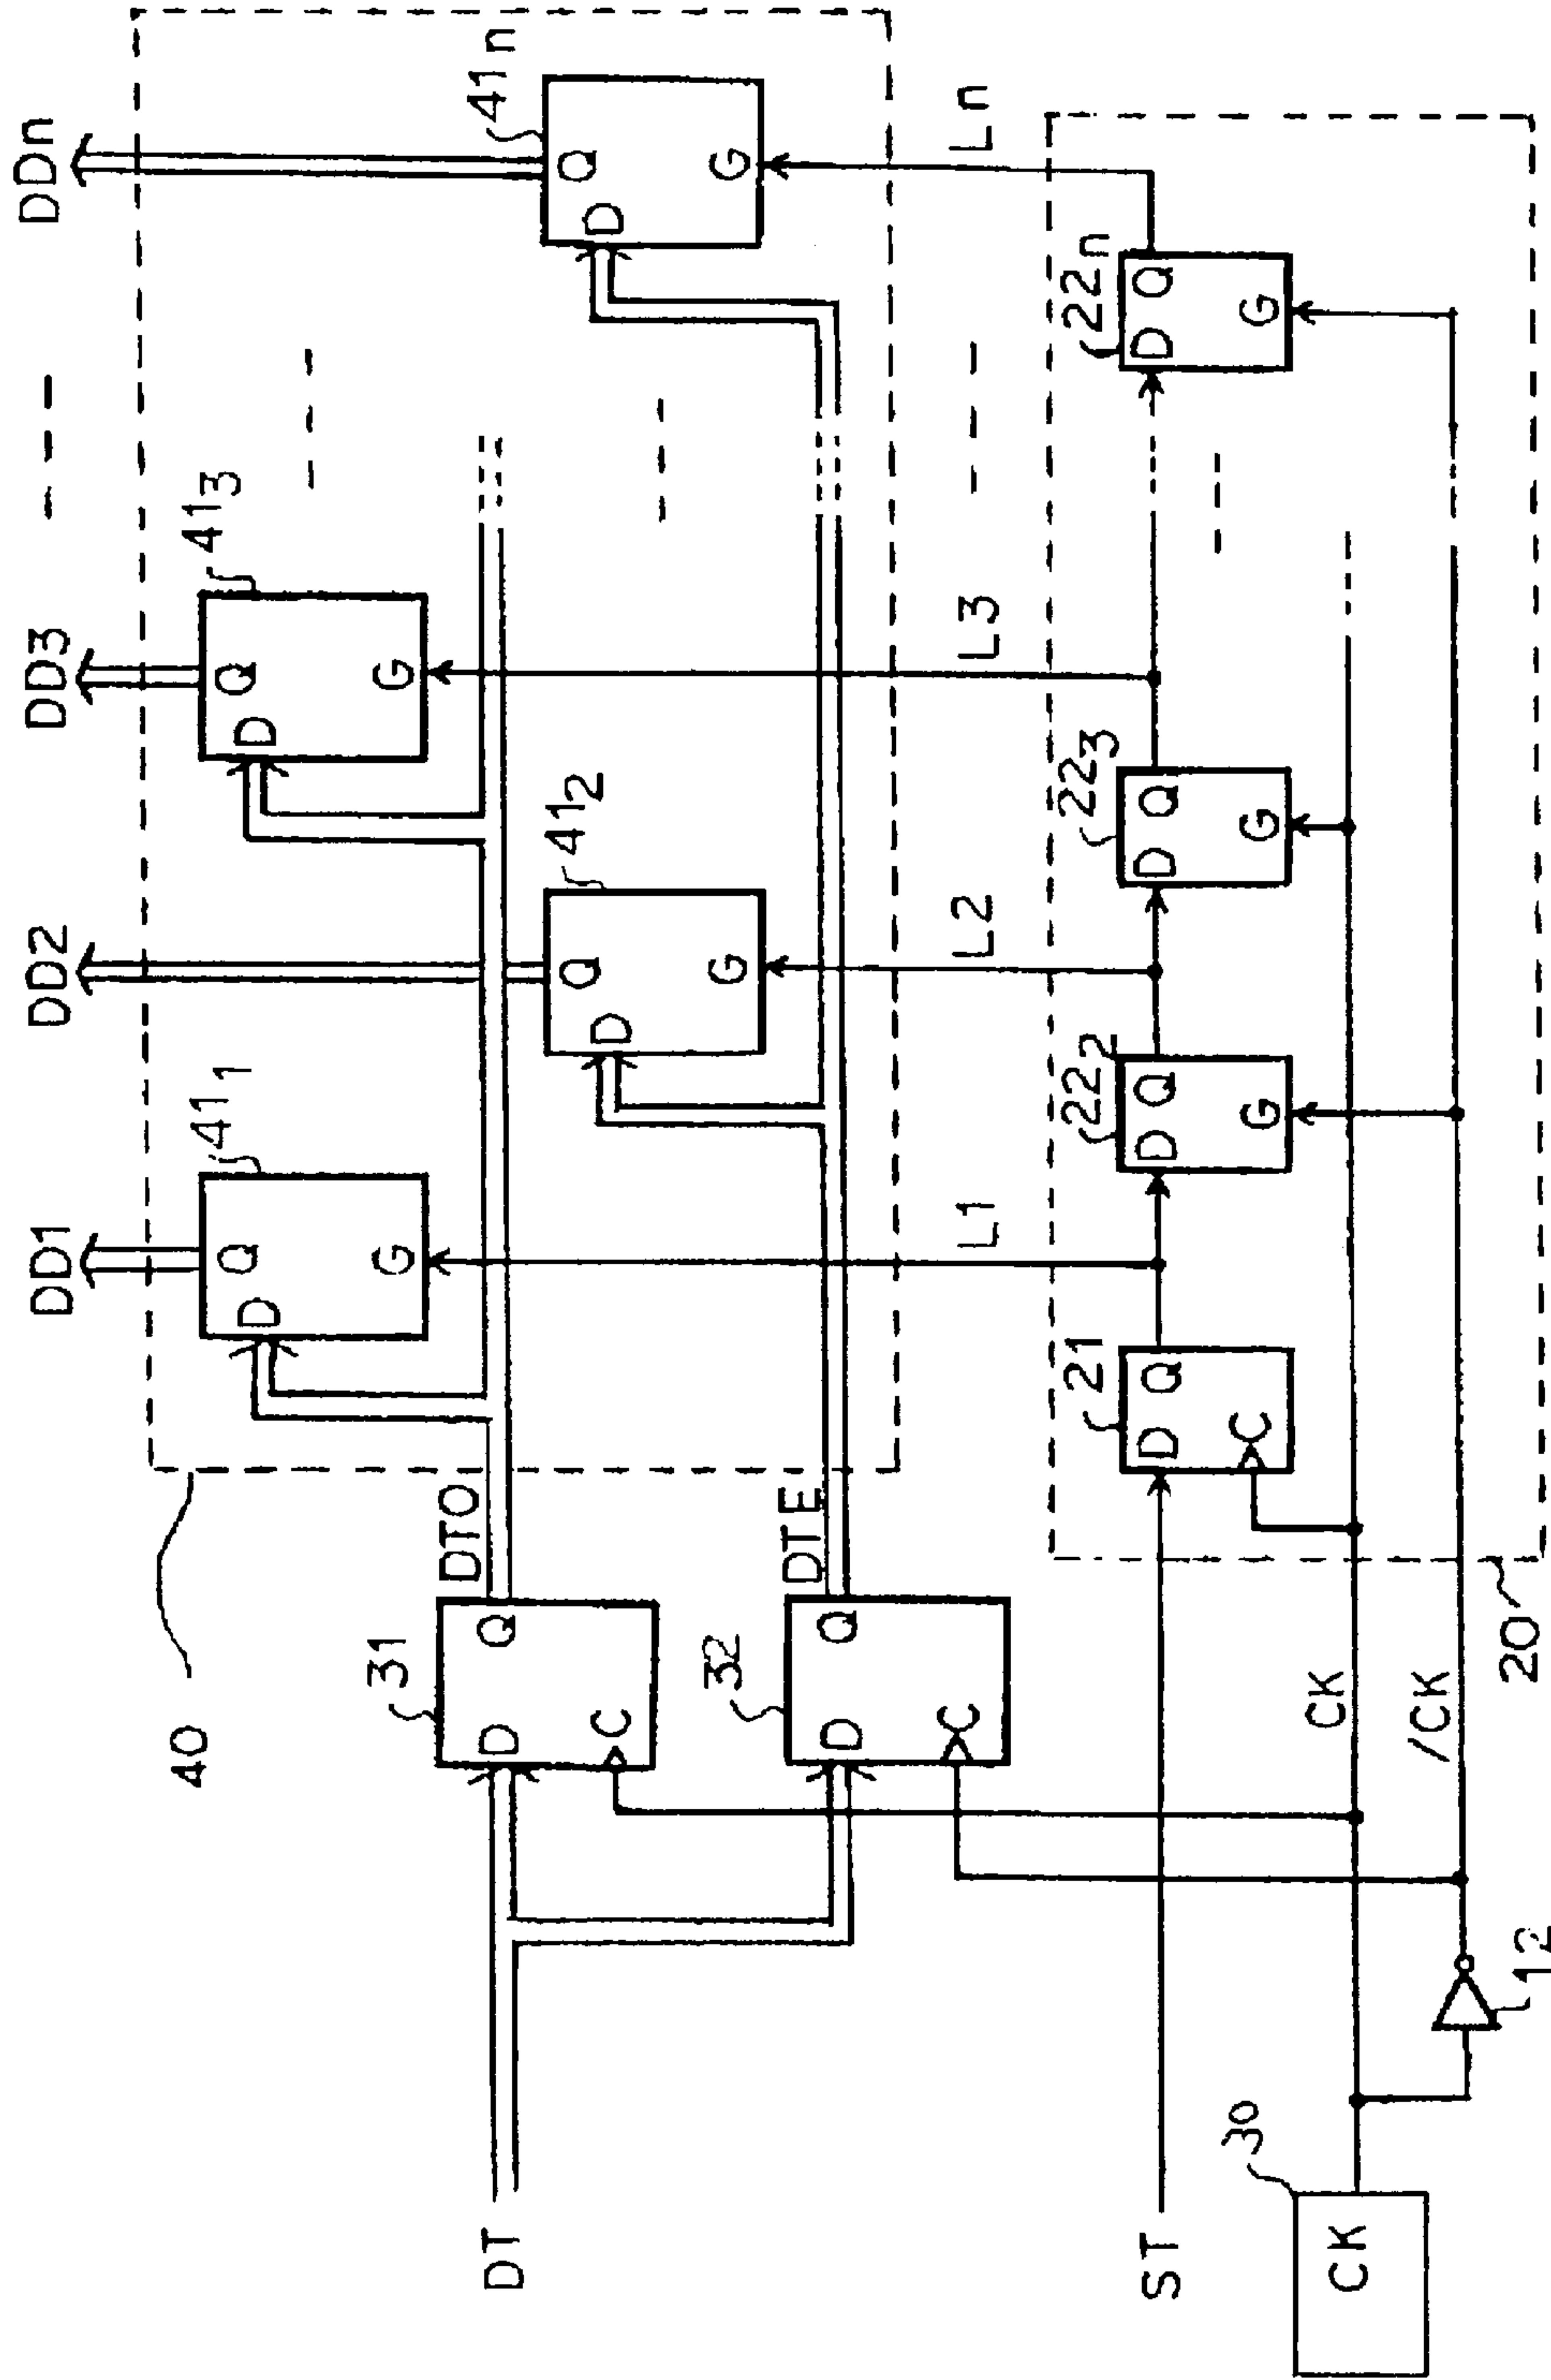 DD1 DD2 DD3 DDn
40
41₁ 41₃
D Q G
D Q G
41₂ 41n
D Q G
D Q G
DT
31
D Q C
DTO
32
D Q C
DTE
L1 L2 L3 Ln
ST
21
D Q C
22₂
D Q G
22₃
D Q G
22n
D Q G
30
CK
CK
/CK
12
20